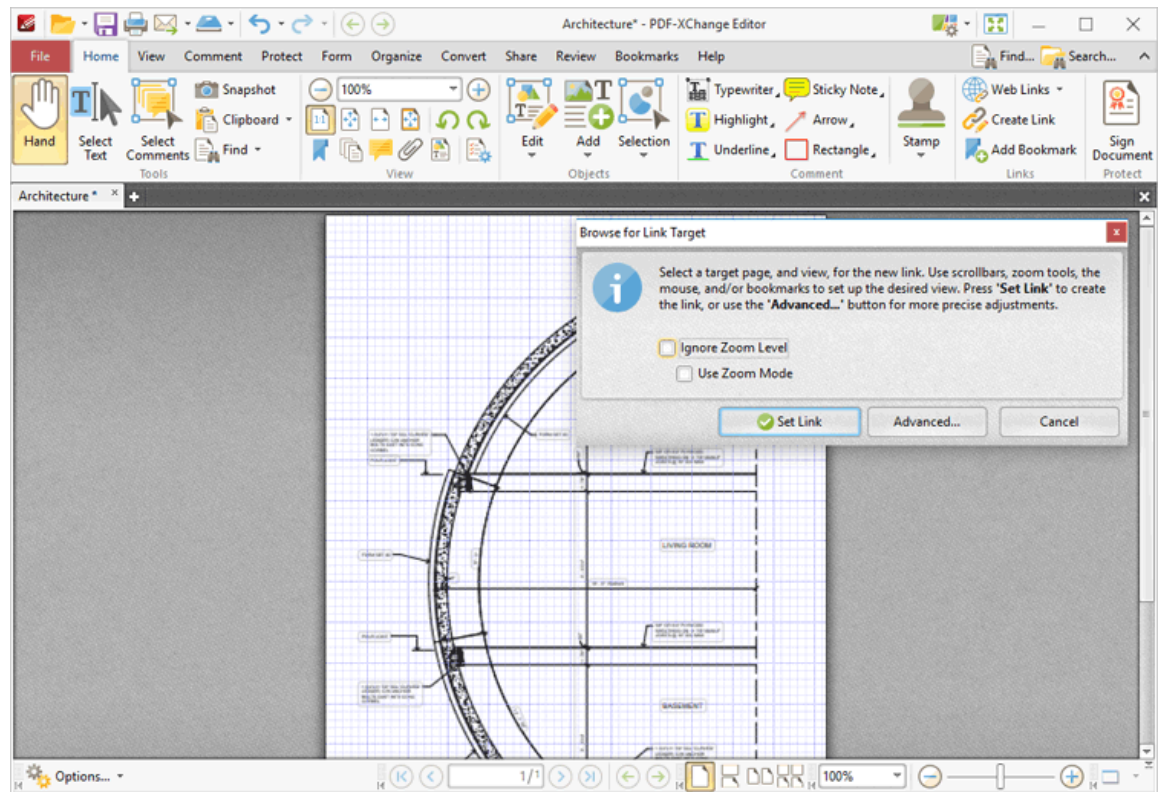 Architecture* - PDF-XChange Editor
File Home View Comment Protect Form Organize Convert Share Review Bookmarks Help Find... Search...
Hand
Select Text
Select Comments
Snapshot
Clipboard
Find
Tools
100%
1:1
View
Edit
Add
Selection
Objects
Typewriter
Highlight
Underline
Sticky Note
Arrow
Rectangle
Stamp
Comment
Web Links
Create Link
Add Bookmark
Links
Sign Document
Protect
Architecture *
Browse for Link Target
Select a target page, and view, for the new link. Use scrollbars, zoom tools, the
mouse, and/or bookmarks to set up the desired view. Press 'Set Link' to create
the link, or use the 'Advanced...' button for more precise adjustments.
Ignore Zoom Level
Use Zoom Mode
Set Link Advanced... Cancel
LIVING ROOM
BASEMENT
Options... 1/1 100%